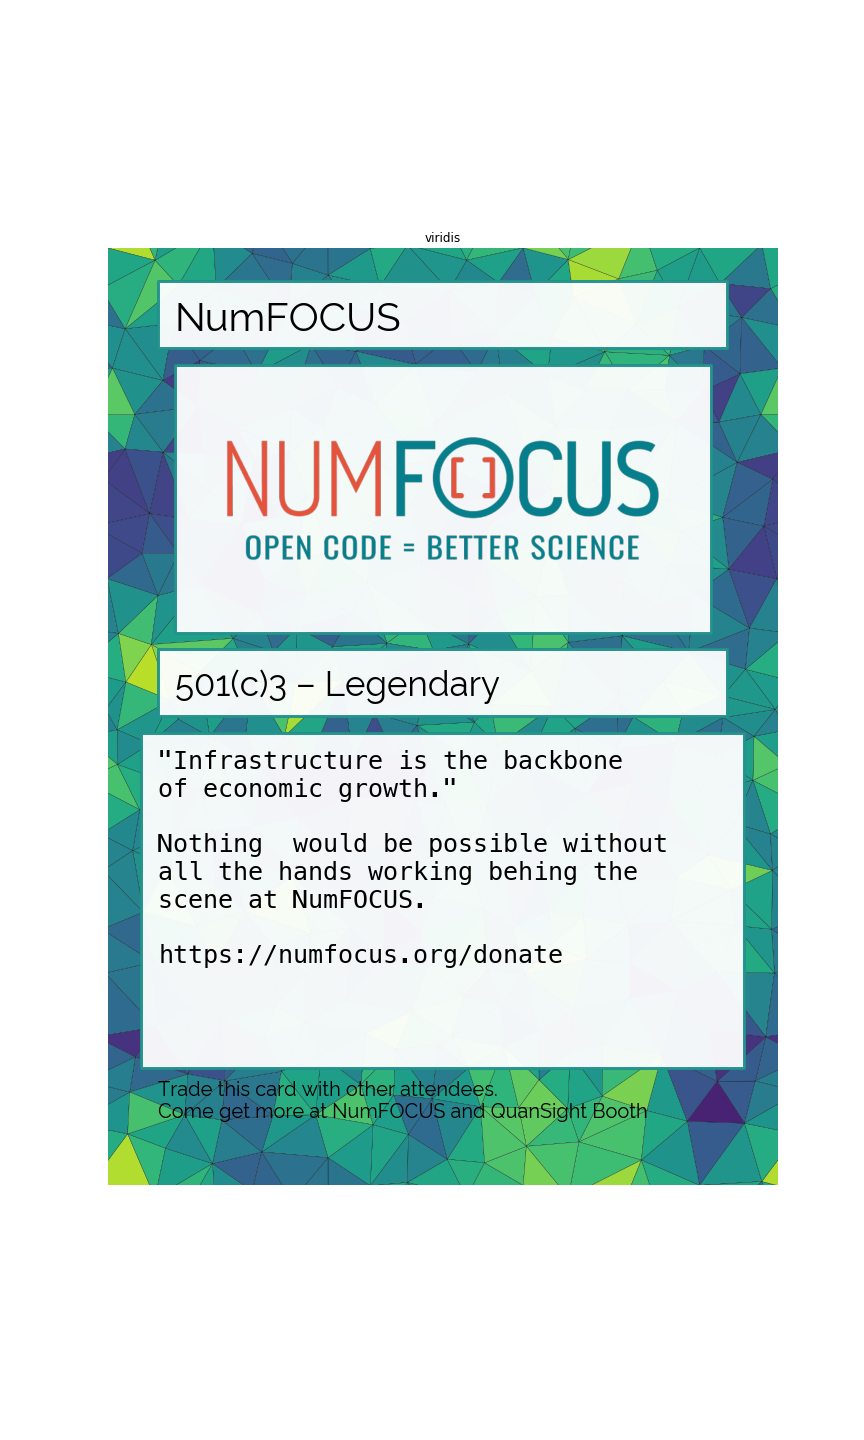 viridis
NumFOCUS
NUMFOCUS
OPEN CODE = BETTER SCIENCE
501(c)3 – Legendary
"Infrastructure is the backbone
of economic growth."
Nothing  would be possible without
all the hands working behing the
scene at NumFOCUS.
https://numfocus.org/donate
Trade this card with other attendees.
Come get more at NumFOCUS and QuanSight Booth